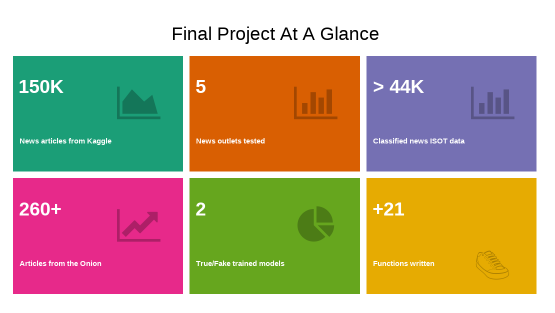 Final Project At A Glance
150K
News articles from Kaggle
5
News outlets tested
> 44K
Classified news ISOT data
260+
Articles from the Onion
2
True/Fake trained models
+21
Functions written